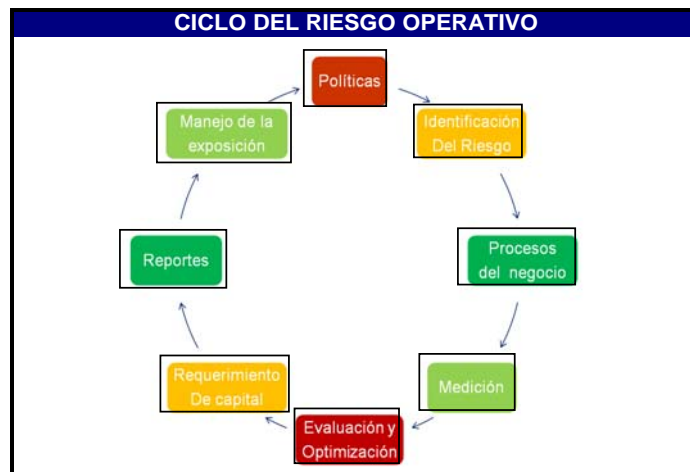 CICLO DEL RIESGO OPERATIVO
Políticas
Identificación
Del Riesgo
Procesos
del negocio
Medición
Evaluación y
Optimización
Requerimiento
De capital
Reportes
Manejo de la
exposición